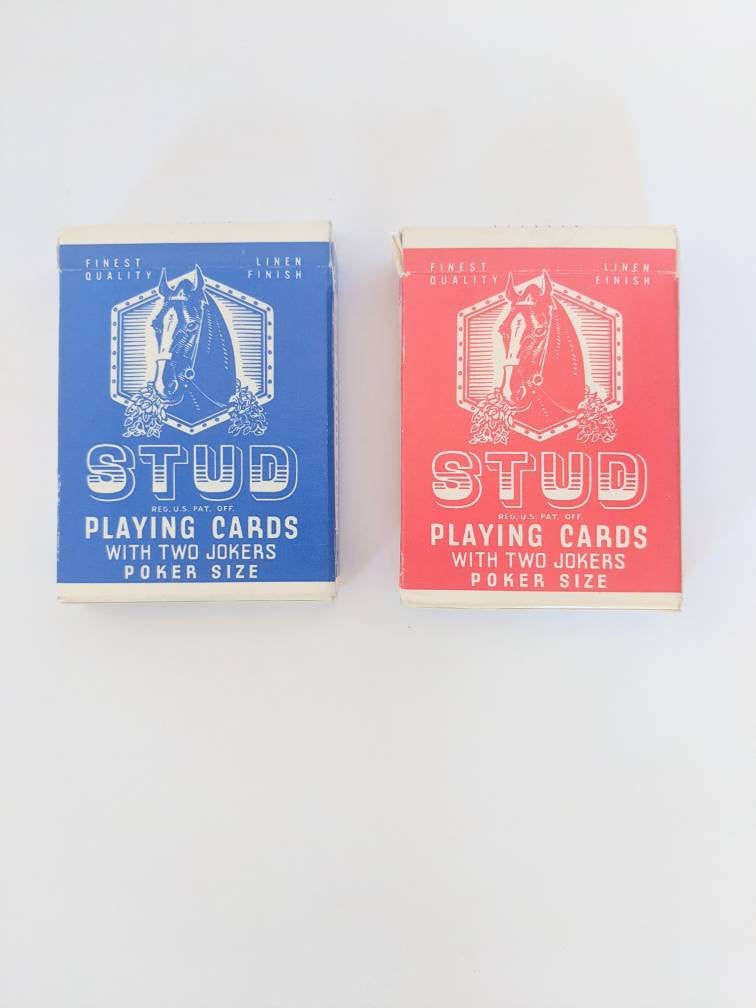 FINEST QUALITY
LINEN FINISH
STUD
REG. U.S. PAT. OFF.
PLAYING CARDS
WITH TWO JOKERS
POKER SIZE
FINEST QUALITY
LINEN FINISH
STUD
REG. U.S. PAT. OFF.
PLAYING CARDS
WITH TWO JOKERS
POKER SIZE